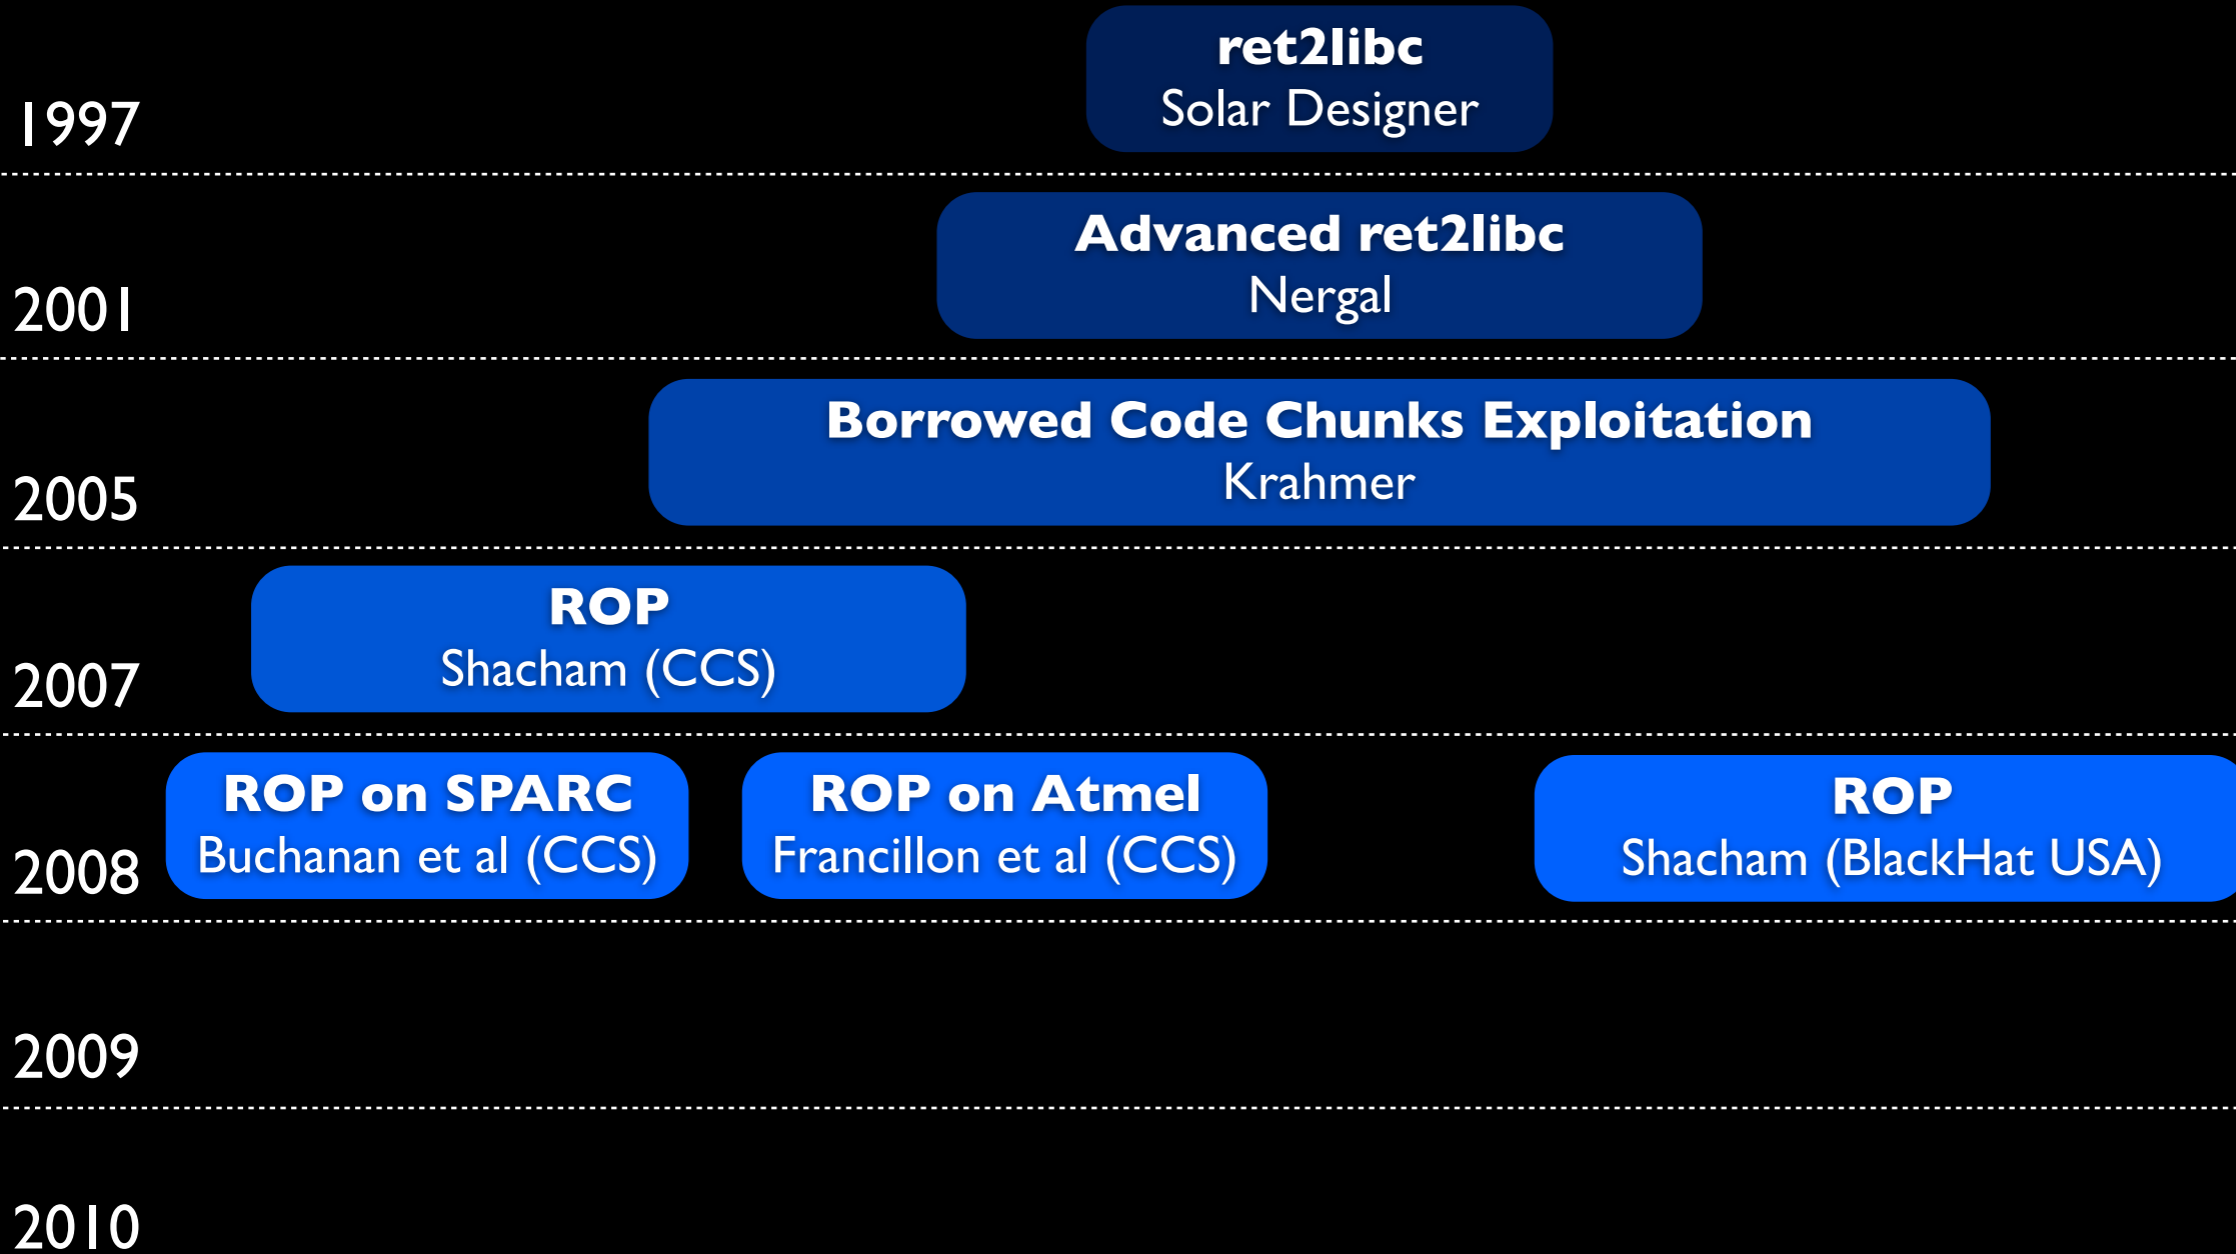 ret2libc
Solar Designer
1997
Advanced ret2libc
Nergal
2001
Borrowed Code Chunks Exploitation
Krahmer
2005
ROP
Shacham (CCS)
2007
ROP on SPARC
Buchanan et al (CCS)
ROP on Atmel
Francillon et al (CCS)
ROP
Shacham (BlackHat USA)
2008
2009
2010